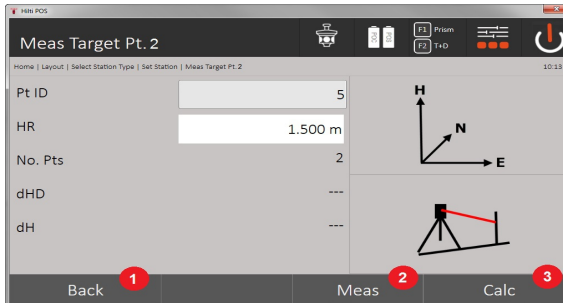 Hilti POS
Meas Target Pt. 2
POC
POS
F1 Prism
F2 T+D
Home | Layout | Select Station Type | Set Station | Meas Target Pt. 2
10:13
Pt ID 5
HR 1.500 m
No. Pts 2
dHD ---
dH ---
H
N
E
1
2
3
Back Meas Calc